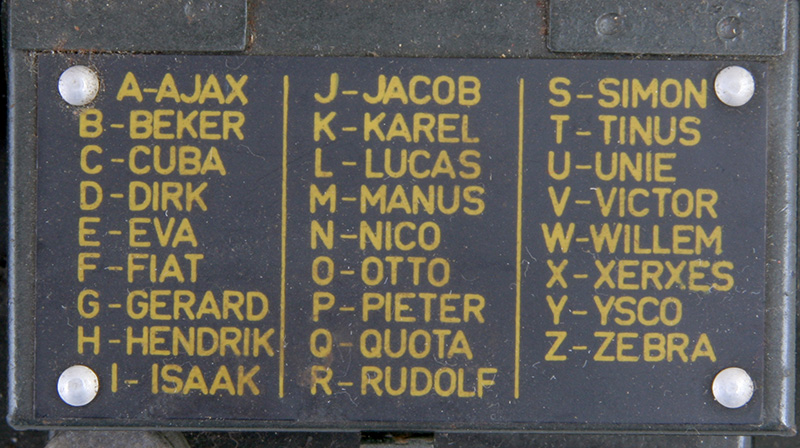 A-AJAX
B-BEKER
C-CUBA
D-DIRK
E-EVA
F-FIAT
G-GERARD
H-HENDRIK
I-ISAAK
J-JACOB
K-KAREL
L-LUCAS
M-MANUS
N-NICO
O-OTTO
P-PIETER
Q-QUOTA
R-RUDOLF
S-SIMON
T-TINUS
U-UNIE
V-VICTOR
W-WILLEM
X-XERXES
Y-YSCO
Z-ZEBRA